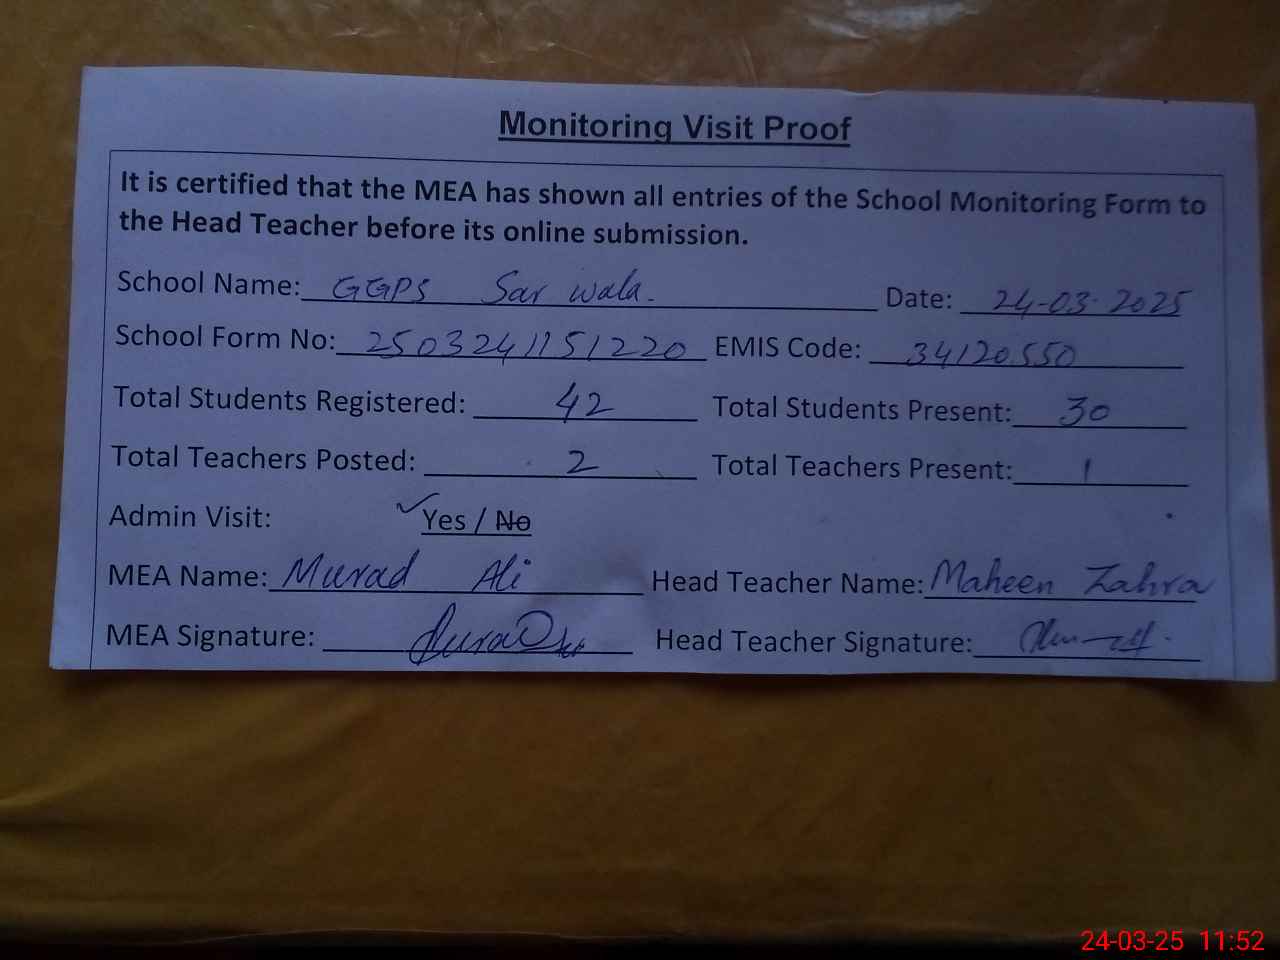 Monitoring Visit Proof
It is certified that the MEA has shown all entries of the School Monitoring Form to
the Head Teacher before its online submission.
School Name: GGPS Sar wala. Date: 24-03-2025
School Form No: 2503241151220 EMIS Code: 34120550
Total Students Registered: 42 Total Students Present: 30
Total Teachers Posted: 2 Total Teachers Present: 1
Admin Visit: Yes / No
MEA Name: Murad Ali Head Teacher Name: Maheen Zahra
MEA Signature: Head Teacher Signature:
24-03-25 11:52